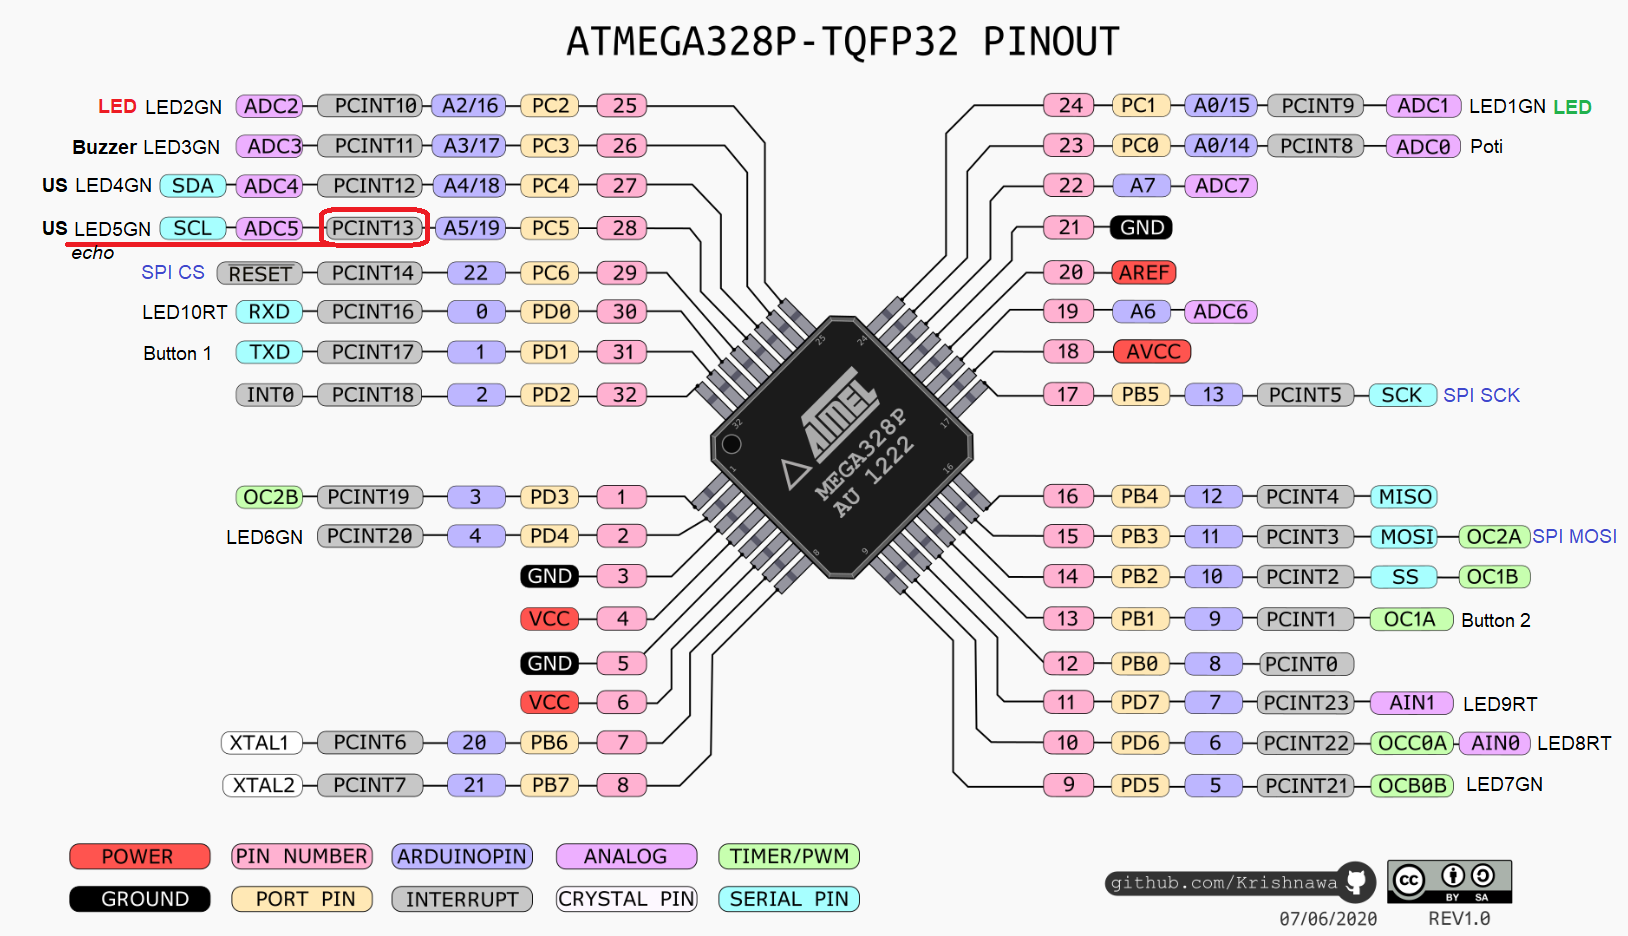 ATMEGA328P-TQFP32 PINOUT
LED LED2GN ADC2 PCINT10 A2/16 PC2 25
Buzzer LED3GN ADC3 PCINT11 A3/17 PC3 26
US LED4GN SDA ADC4 PCINT12 A4/18 PC4 27
US LED5GN SCL ADC5 PCINT13 A5/19 PC5 28
echo
SPI CS RESET PCINT14 22 PC6 29
LED10RT RXD PCINT16 0 PD0 30
Button 1 TXD PCINT17 1 PD1 31
INT0 PCINT18 2 PD2 32
OC2B PCINT19 3 PD3 1
LED6GN PCINT20 4 PD4 2
GND 3
VCC 4
GND 5
VCC 6
XTAL1 PCINT6 20 PB6 7
XTAL2 PCINT7 21 PB7 8
24 PC1 A0/15 PCINT9 ADC1 LED1GN LED
23 PC0 A0/14 PCINT8 ADC0 Poti
22 A7 ADC7
21 GND
20 AREF
19 A6 ADC6
18 AVCC
17 PB5 13 PCINT5 SCK SPI SCK
16 PB4 12 PCINT4 MISO
15 PB3 11 PCINT3 MOSI OC2A SPI MOSI
14 PB2 10 PCINT2 SS OC1B
13 PB1 9 PCINT1 OC1A Button 2
12 PB0 8 PCINT0
11 PD7 7 PCINT23 AIN1 LED9RT
10 PD6 6 PCINT22 OCC0A AIN0 LED8RT
9 PD5 5 PCINT21 OCB0B LED7GN
25 24
32 17
1 16
8 9
ATMEL
MEGA328P
AU 1222
POWER PIN NUMBER ARDUINOPIN ANALOG TIMER/PWM
GROUND PORT PIN INTERRUPT CRYSTAL PIN SERIAL PIN
github.com/Krishnawa
cc BY SA
07/06/2020 REV1.0